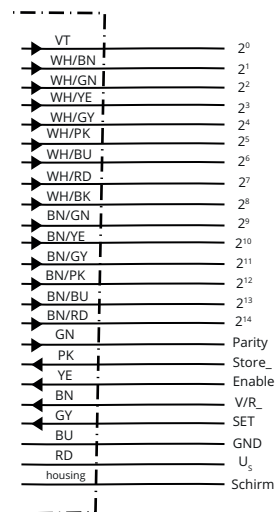 VT 2⁰
WH/BN 2¹
WH/GN 2²
WH/YE 2³
WH/GY 2⁴
WH/PK 2⁵
WH/BU 2⁶
WH/RD 2⁷
WH/BK 2⁸
BN/GN 2⁹
BN/YE 2¹⁰
BN/GY 2¹¹
BN/PK 2¹²
BN/BU 2¹³
BN/RD 2¹⁴
GN Parity
PK Store_
YE Enable
BN V/R_
GY SET
BU GND
RD Uₛ
housing Schirm